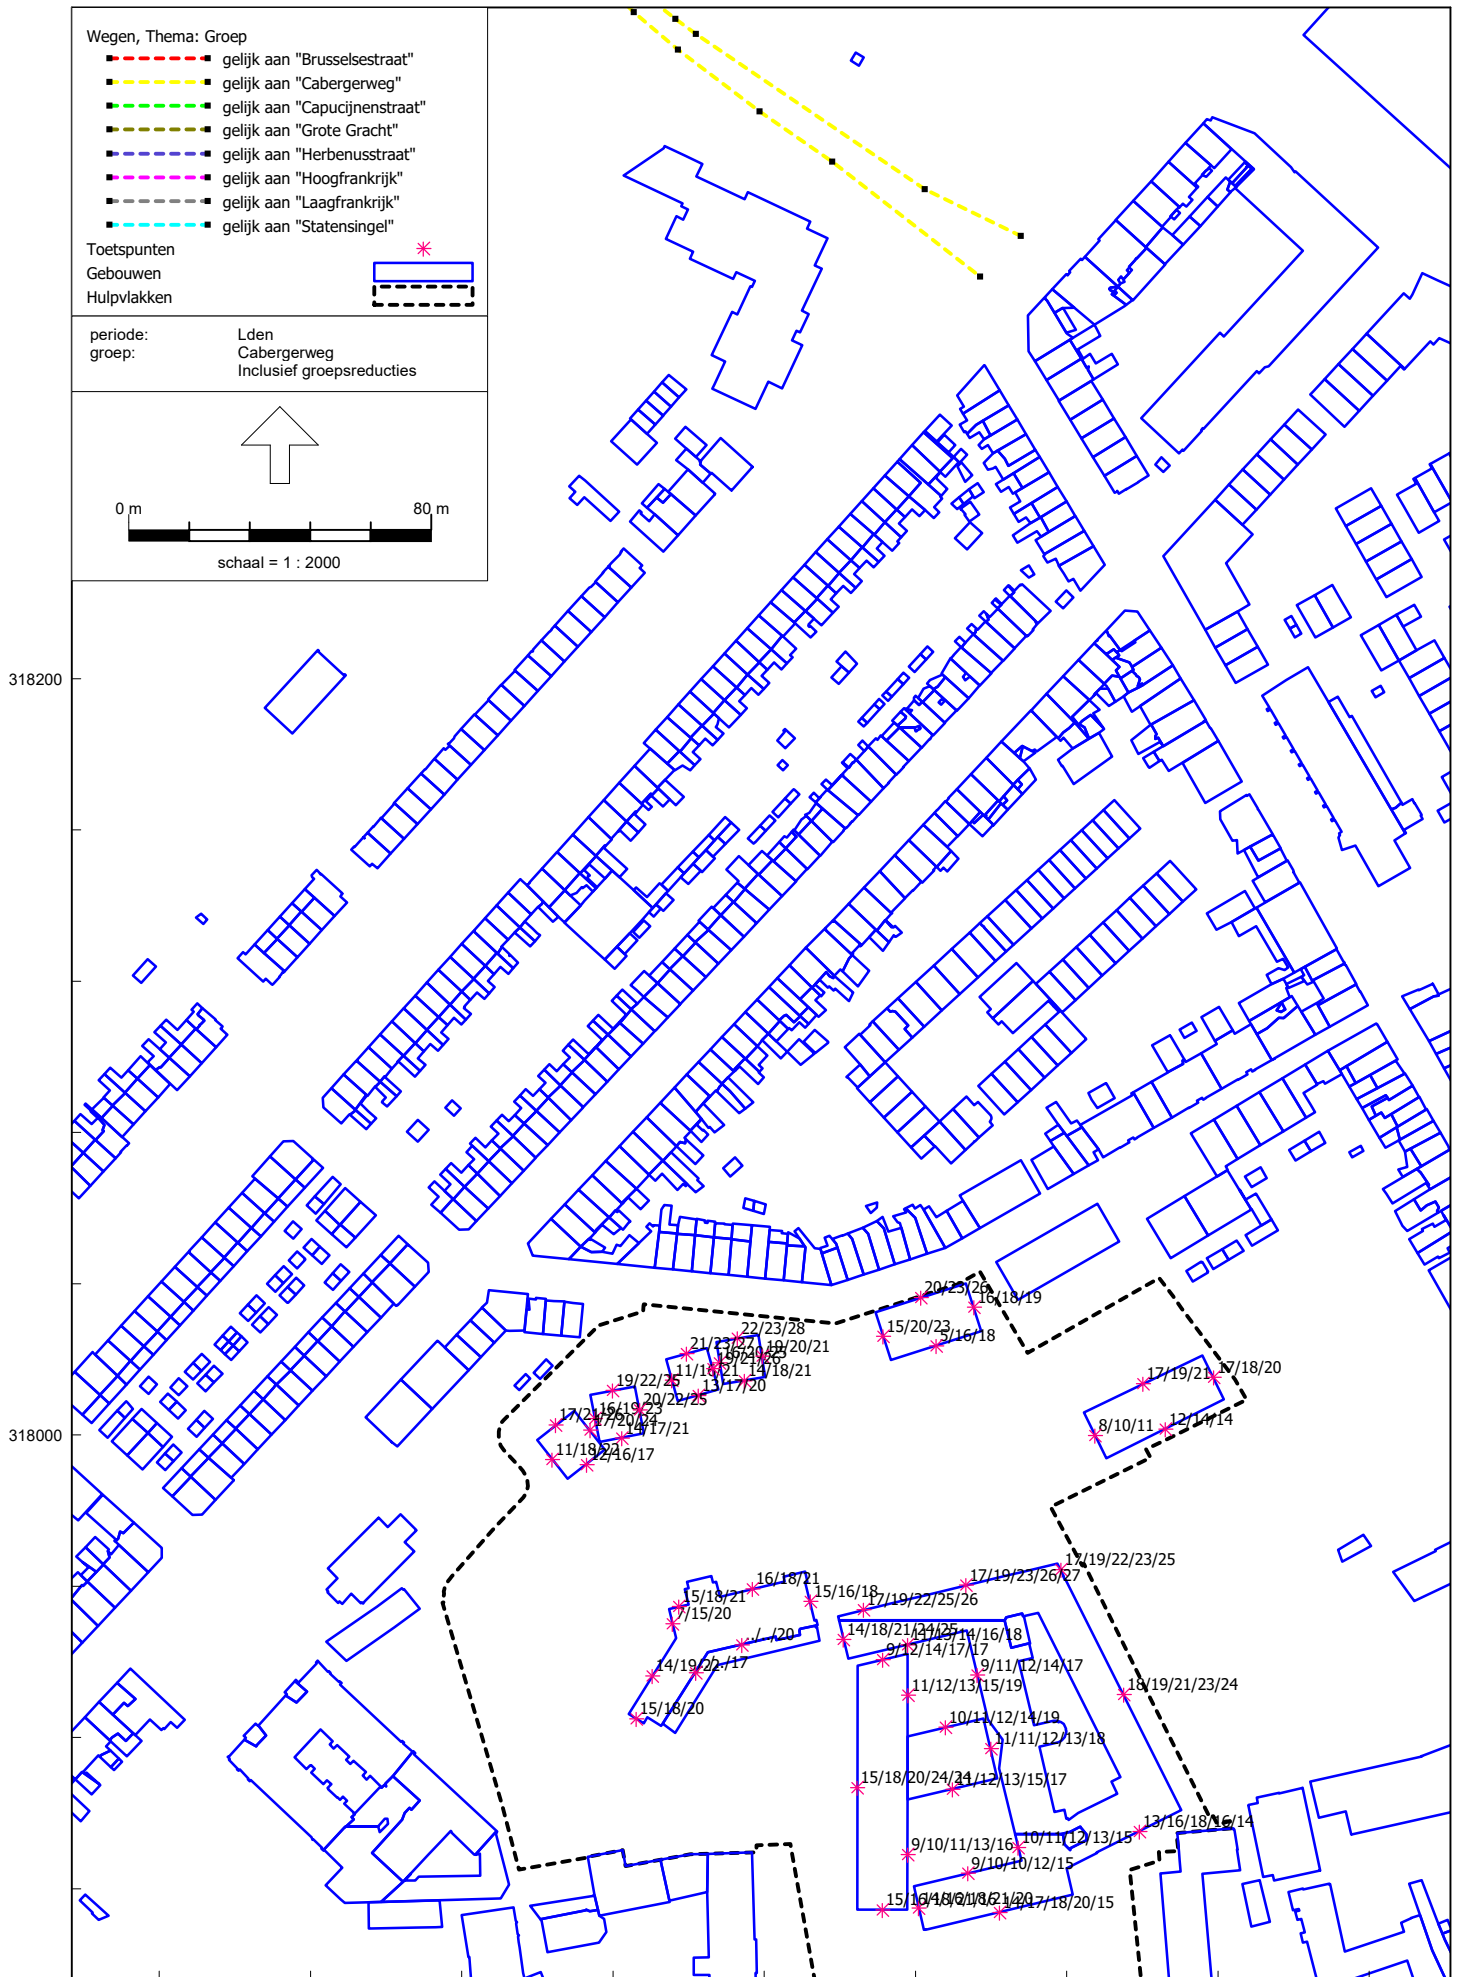 Wegen, Thema: Groep
gelijk aan "Brusselsestraat"
gelijk aan "Cabergerweg"
gelijk aan "Capucijnenstraat"
gelijk aan "Grote Gracht"
gelijk aan "Herbenusstraat"
gelijk aan "Hoogfrankrijk"
gelijk aan "Laagfrankrijk"
gelijk aan "Statensingel"
Toetspunten
Gebouwen
Hulpvlakken
periode: Lden
groep: Cabergerweg
Inclusief groepsreducties
0 m 80 m
schaal = 1 : 2000
318200
318000
20/23/26
16/18/19
15/20/23
5/16/18
22/23/28
19/20/21
21/23/27
14/18/21
13/17/20
19/22/25
20/22/25
16/19/23
17/20/24
14/17/21
11/18/22
12/16/17
17/19/21
17/18/20
8/10/11
12/14/14
16/18/21
15/16/18
15/18/21
7/15/20
14/19/22
15/18/20
17/19/22/23/25
17/19/23/26/27
17/19/22/25/26
14/18/21/24/25
9/12/14/17/17
9/11/12/14/17
11/12/13/15/19
18/19/21/23/24
10/11/12/14/19
11/11/12/13/18
15/18/20/24/24
11/12/13/15/17
13/16/18/16/14
10/11/12/13/15
9/10/11/13/16
9/10/10/12/15
14/17/18/20/15